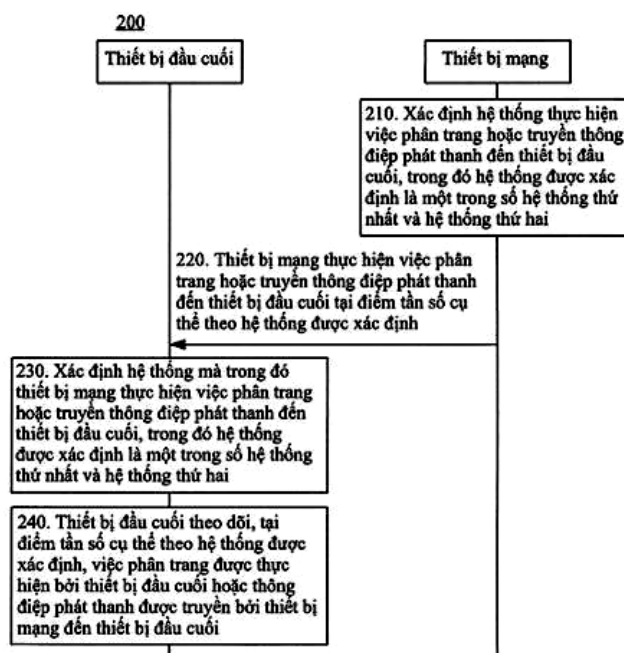 200
Thiết bị đầu cuối
Thiết bị mạng
210. Xác định hệ thống thực hiện
việc phân trang hoặc truyền thông
điệp phát thanh đến thiết bị đầu
cuối, trong đó hệ thống được xác
định là một trong số hệ thống thứ
nhất và hệ thống thứ hai
220. Thiết bị mạng thực hiện việc phân
trang hoặc truyền thông điệp phát thanh
đến thiết bị đầu cuối tại điểm tần số cụ
thể theo hệ thống được xác định
230. Xác định hệ thống mà trong đó
thiết bị mạng thực hiện việc phân trang
hoặc truyền thông điệp phát thanh đến
thiết bị đầu cuối, trong đó hệ thống
được xác định là một trong số hệ thống
thứ nhất và hệ thống thứ hai
240. Thiết bị đầu cuối theo dõi, tại
điểm tần số cụ thể theo hệ thống được
xác định, việc phân trang được thực
hiện bởi thiết bị đầu cuối hoặc thông
điệp phát thanh được truyền bởi thiết bị
mạng đến thiết bị đầu cuối